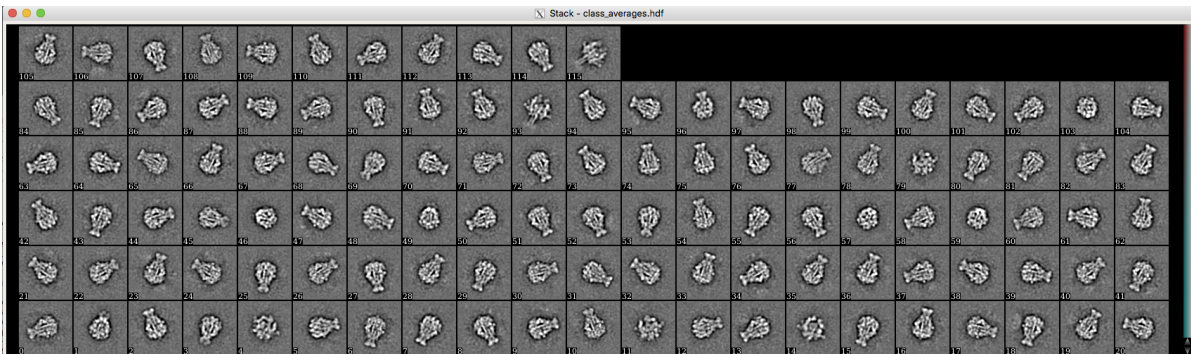 Stack - class_averages.hdf
105 106 107 108 109 110 111 112 113 114 115
84 85 86 87 88 89 90 91 92 93 94 95 96 97 98 99 100 101 102 103 104
63 64 65 66 67 68 69 70 71 72 73 74 75 76 77 78 79 80 81 82 83
42 43 44 45 46 47 48 49 50 51 52 53 54 55 56 57 58 59 60 61 62
21 22 23 24 25 26 27 28 29 30 31 32 33 34 35 36 37 38 39 40 41
0 1 2 3 4 5 6 7 8 9 10 11 12 13 14 15 16 17 18 19 20